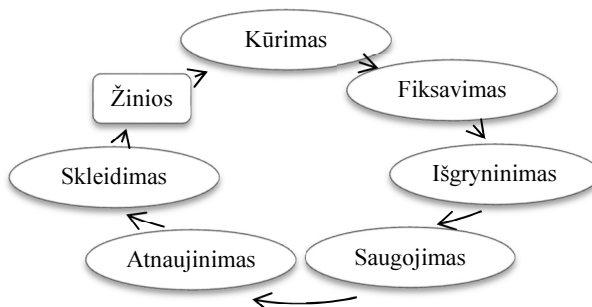 Kūrimas
Žinios
Fiksavimas
Skleidimas
Išgryninimas
Atnaujinimas
Saugojimas